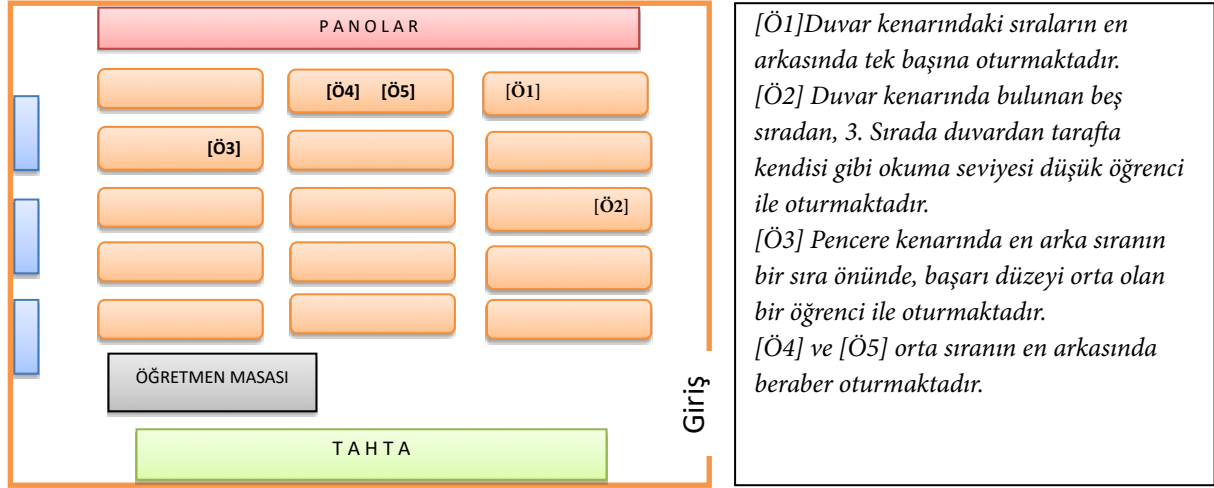 P A N O L A R
[Ö4] [Ö5] [Ö1]
[Ö3]
[Ö2]
ÖĞRETMEN MASASI
Giriş
T A H T A
[Ö1]Duvar kenarındaki sıraların en
arkasında tek başına oturmaktadır.
[Ö2] Duvar kenarında bulunan beş
sıradan, 3. Sırada duvardan tarafta
kendisi gibi okuma seviyesi düşük öğrenci
ile oturmaktadır.
[Ö3] Pencere kenarında en arka sıranın
bir sıra önünde, başarı düzeyi orta olan
bir öğrenci ile oturmaktadır.
[Ö4] ve [Ö5] orta sıranın en arkasında
beraber oturmaktadır.